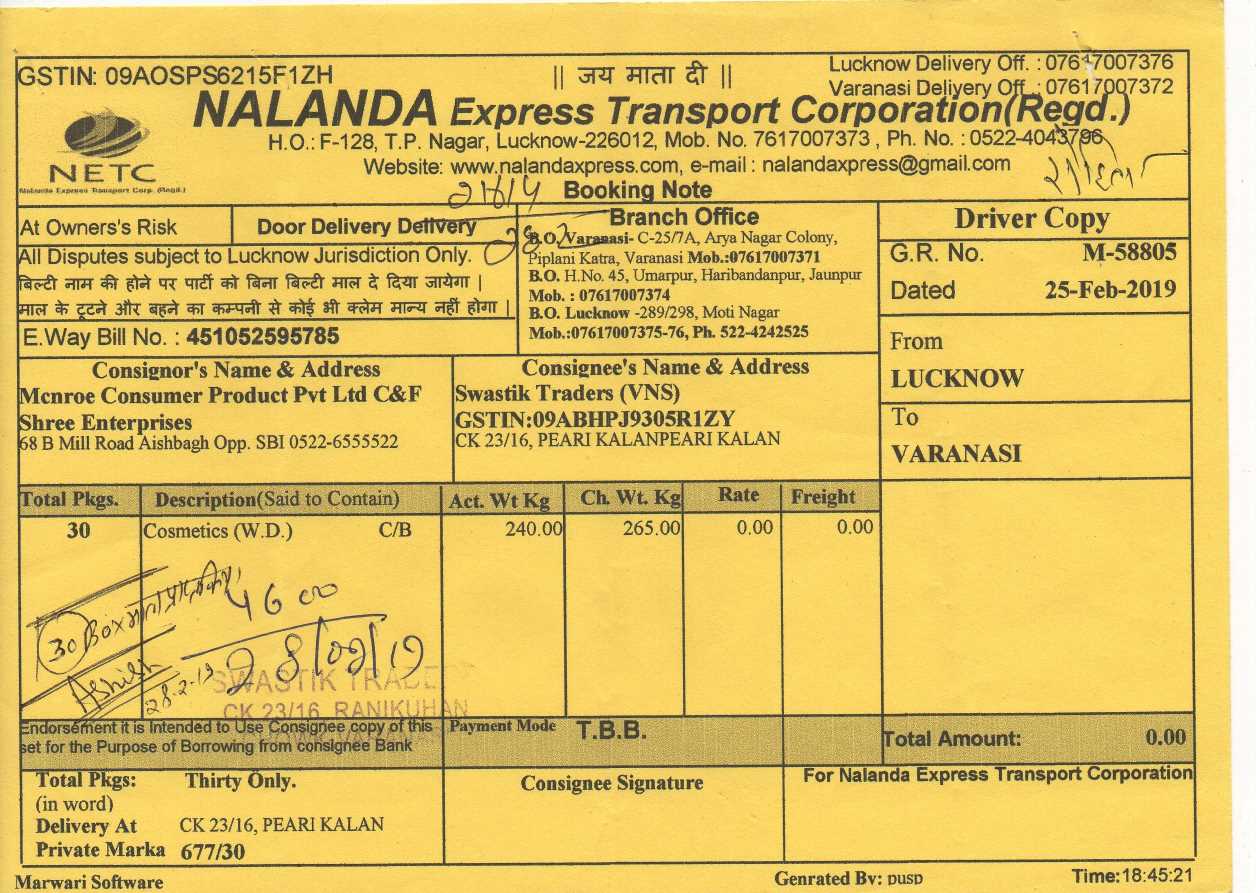 GSTIN: 09AOSPS6215F1ZH
|| जय माता दी ||
Lucknow Delivery Off. : 07617007376
Varanasi Delivery Off. : 07617007372
NALANDA Express Transport Corporation(Regd.)
H.O.: F-128, T.P. Nagar, Lucknow-226012, Mob. No. 7617007373 , Ph. No. : 0522-4043796
Website: www.nalandaxpress.com, e-mail : nalandaxpress@gmail.com
NETC
Nalanda Express Transport Corp. (Regd.)
Booking Note
At Owners's Risk
Door Delivery Delivery
All Disputes subject to Lucknow Jurisdiction Only.
बिल्टी नाम की होने पर पार्टी को बिना बिल्टी माल दे दिया जायेगा |
माल के टूटने और बहने का कम्पनी से कोई भी क्लेम मान्य नहीं होगा |
E.Way Bill No. : 451052595785
Branch Office
B.O. Varanasi- C-25/7A, Arya Nagar Colony,
Piplani Katra, Varanasi Mob.:07617007371
B.O. H.No. 45, Umarpur, Haribandanpur, Jaunpur
Mob. : 07617007374
B.O. Lucknow -289/298, Moti Nagar
Mob.:07617007375-76, Ph. 522-4242525
Driver Copy
G.R. No. M-58805
Dated 25-Feb-2019
From
LUCKNOW
To
VARANASI
Consignor's Name & Address
Mcnroe Consumer Product Pvt Ltd C&F
Shree Enterprises
68 B Mill Road Aishbagh Opp. SBI 0522-6555522
Consignee's Name & Address
Swastik Traders (VNS)
GSTIN:09ABHPJ9305R1ZY
CK 23/16, PEARI KALANPEARI KALAN
Total Pkgs. Description(Said to Contain) Act. Wt Kg Ch. Wt. Kg Rate Freight
30 Cosmetics (W.D.) C/B 240.00 265.00 0.00 0.00
30 Box
4600
Ashish
28-2-19
28/02/19
SWASTIK TRADE
CK 23/16, RANIKUHAN
Endorsement it is Intended to Use Consignee copy of this
set for the Purpose of Borrowing from consignee Bank
Payment Mode T.B.B.
Total Amount: 0.00
Total Pkgs: Thirty Only.
(in word)
Delivery At CK 23/16, PEARI KALAN
Private Marka 677/30
Consignee Signature
For Nalanda Express Transport Corporation
Marwari Software
Genrated By: pusp
Time:18:45:21